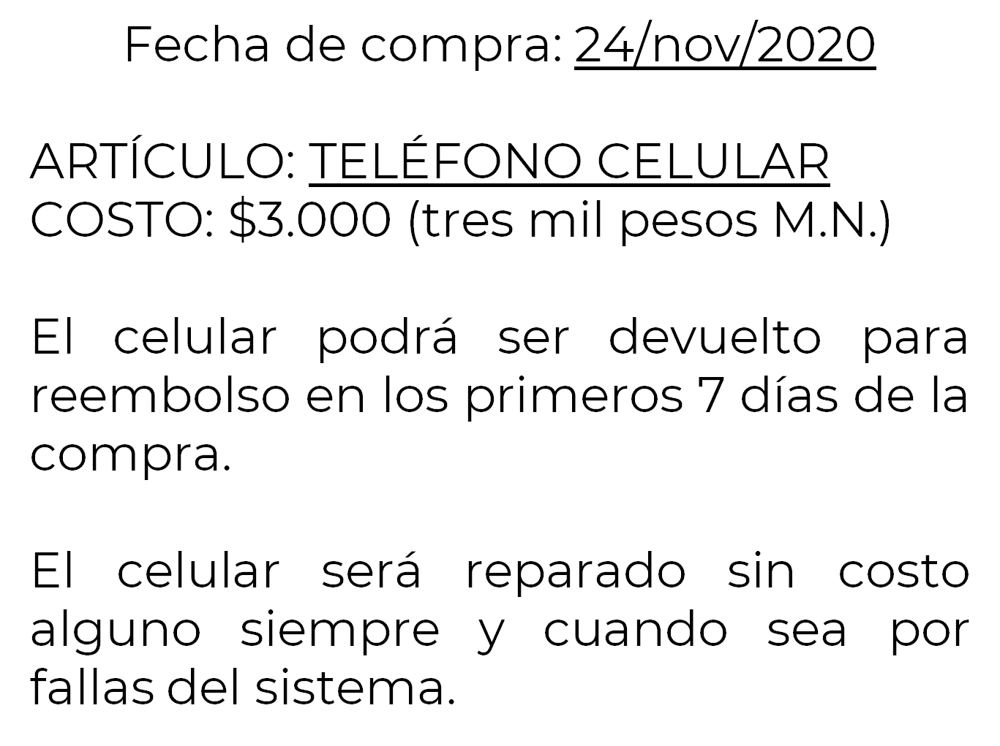 Fecha de compra: 24/nov/2020
ARTÍCULO: TELÉFONO CELULAR
COSTO: $3.000 (tres mil pesos M.N.)
El celular podrá ser devuelto para
reembolso en los primeros 7 días de la
compra.
El celular será reparado sin costo
alguno siempre y cuando sea por
fallas del sistema.